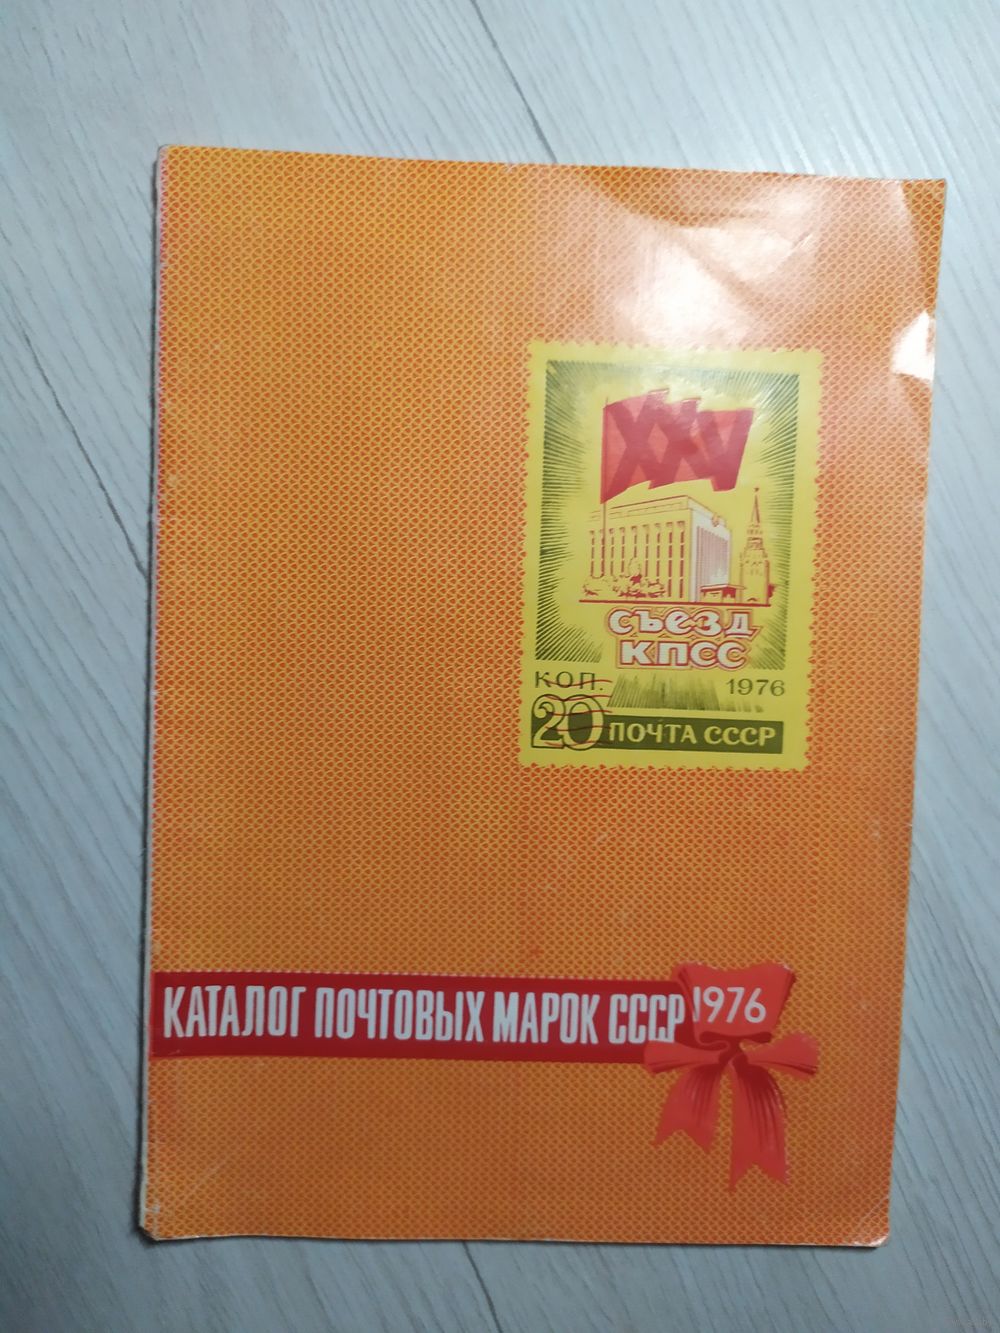 XXV
СЪЕЗД
КПСС
КОП. 1976
20 ПОЧТА СССР
КАТАЛОГ ПОЧТОВЫХ МАРОК СССР 1976